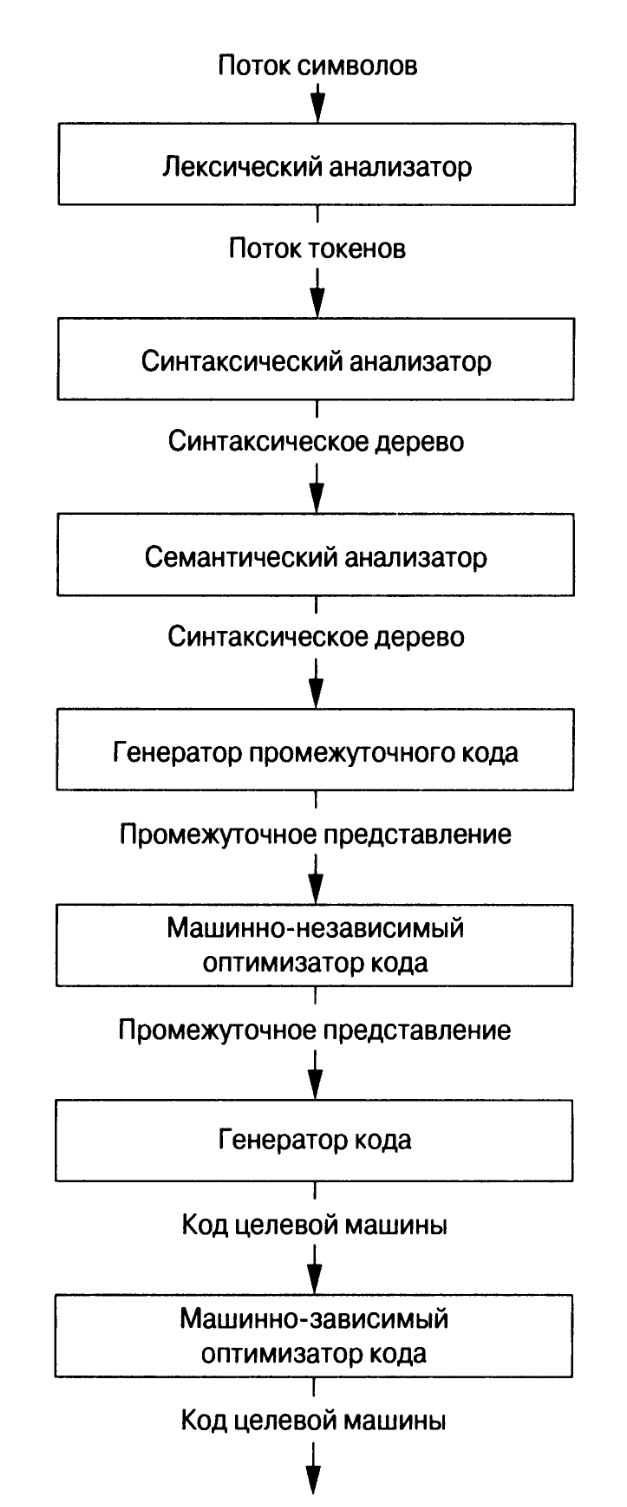 Поток символов
Лексический анализатор
Поток токенов
Синтаксический анализатор
Синтаксическое дерево
Семантический анализатор
Синтаксическое дерево
Генератор промежуточного кода
Промежуточное представление
Машинно-независимый
оптимизатор кода
Промежуточное представление
Генератор кода
Код целевой машины
Машинно-зависимый
оптимизатор кода
Код целевой машины